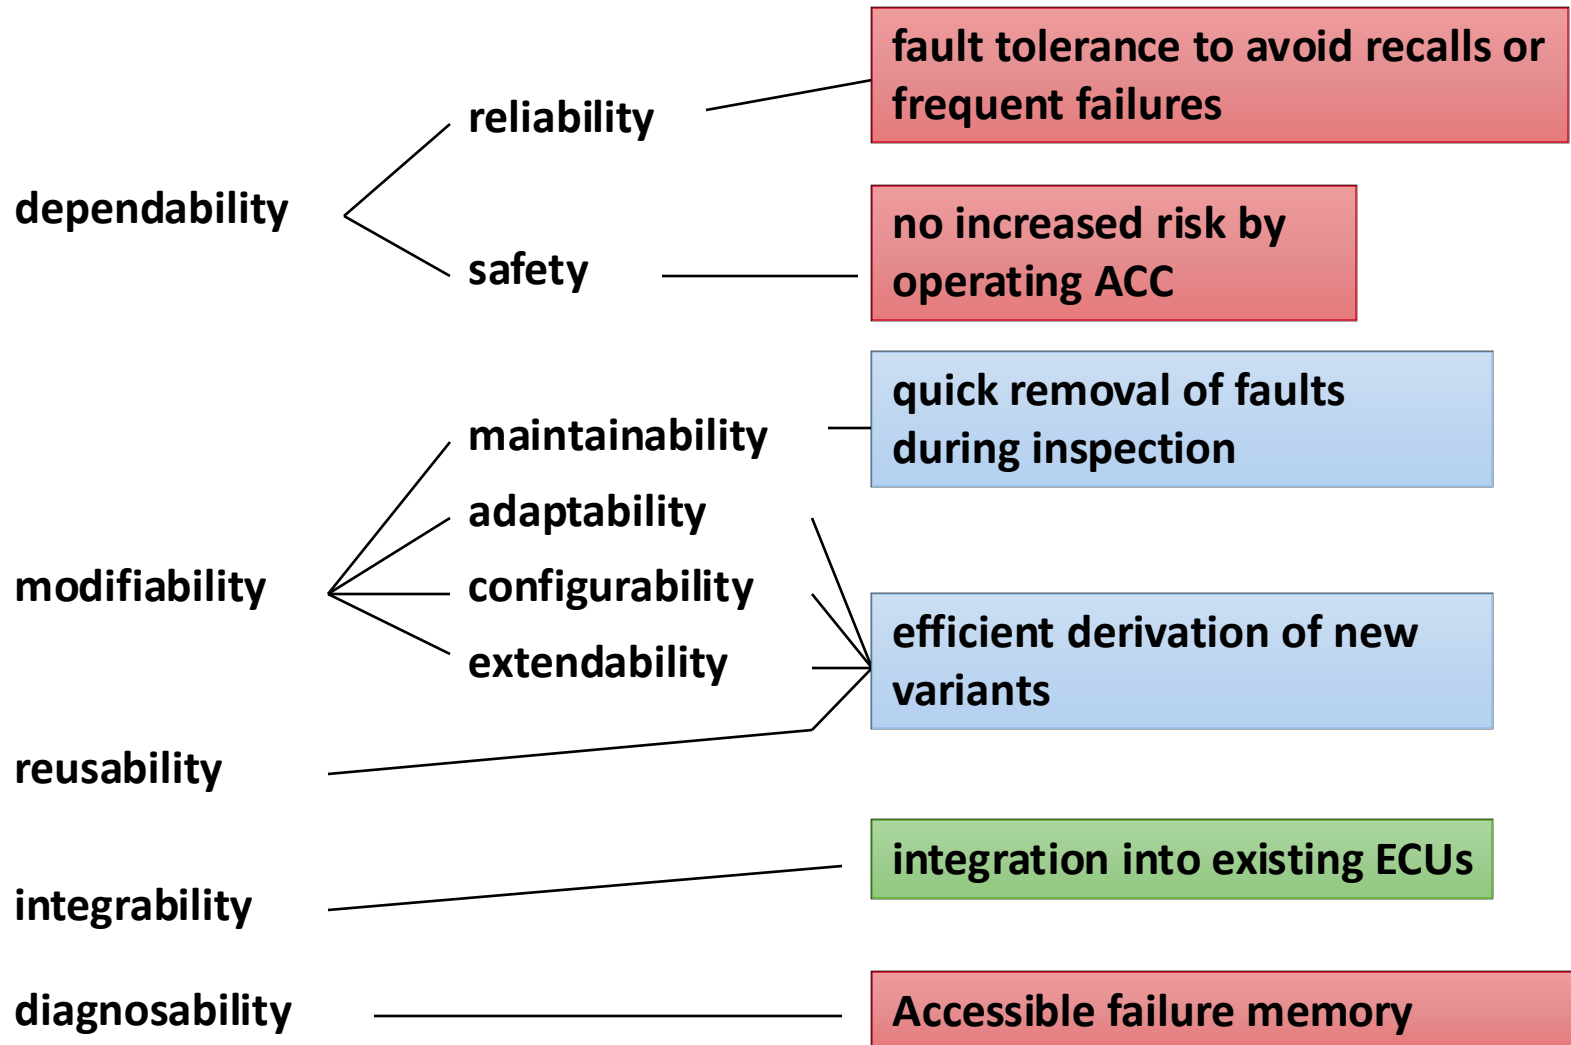 fault tolerance to avoid recalls or
frequent failures
reliability
dependability
safety
no increased risk by
operating ACC
quick removal of faults
during inspection
maintainability
adaptability
modifiability
configurability
extendability
efficient derivation of new
variants
reusability
integration into existing ECUs
integrability
diagnosability
Accessible failure memory